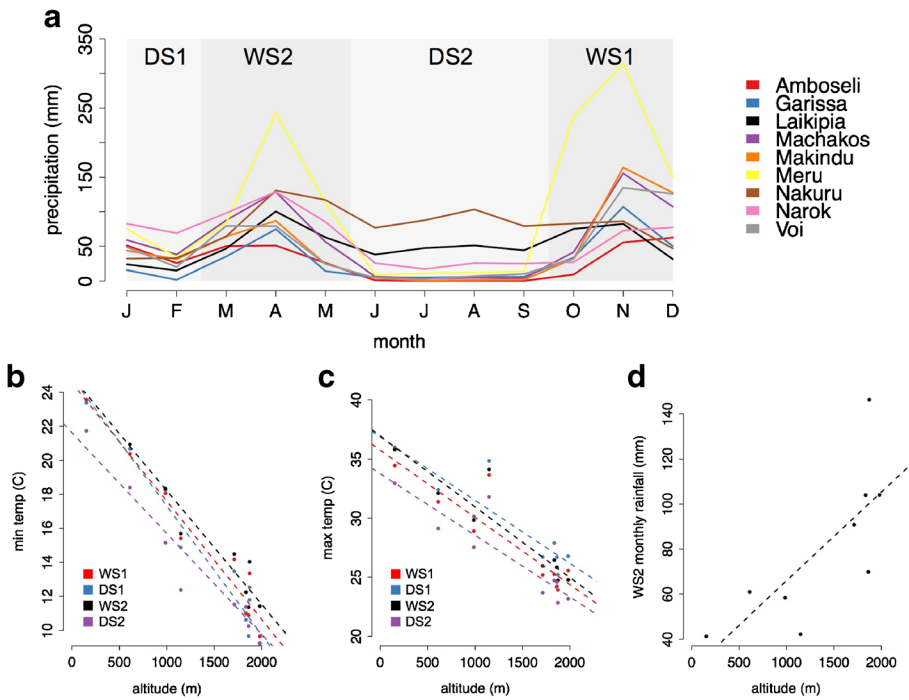 a
DS1 WS2 DS2 WS1
precipitation (mm)
350
250
150
50
0
J F M A M J J A S O N D
month
Amboseli
Garissa
Laikipia
Machakos
Makindu
Meru
Nakuru
Narok
Voi
b
min temp (C)
24
22
20
18
16
14
12
10
WS1
DS1
WS2
DS2
0 500 1000 1500 2000
altitude (m)
c
max temp (C)
40
35
30
25
20
WS1
DS1
WS2
DS2
0 500 1000 1500 2000
altitude (m)
d
WS2 monthly rainfall (mm)
140
120
100
80
60
40
0 500 1000 1500 2000
altitude (m)